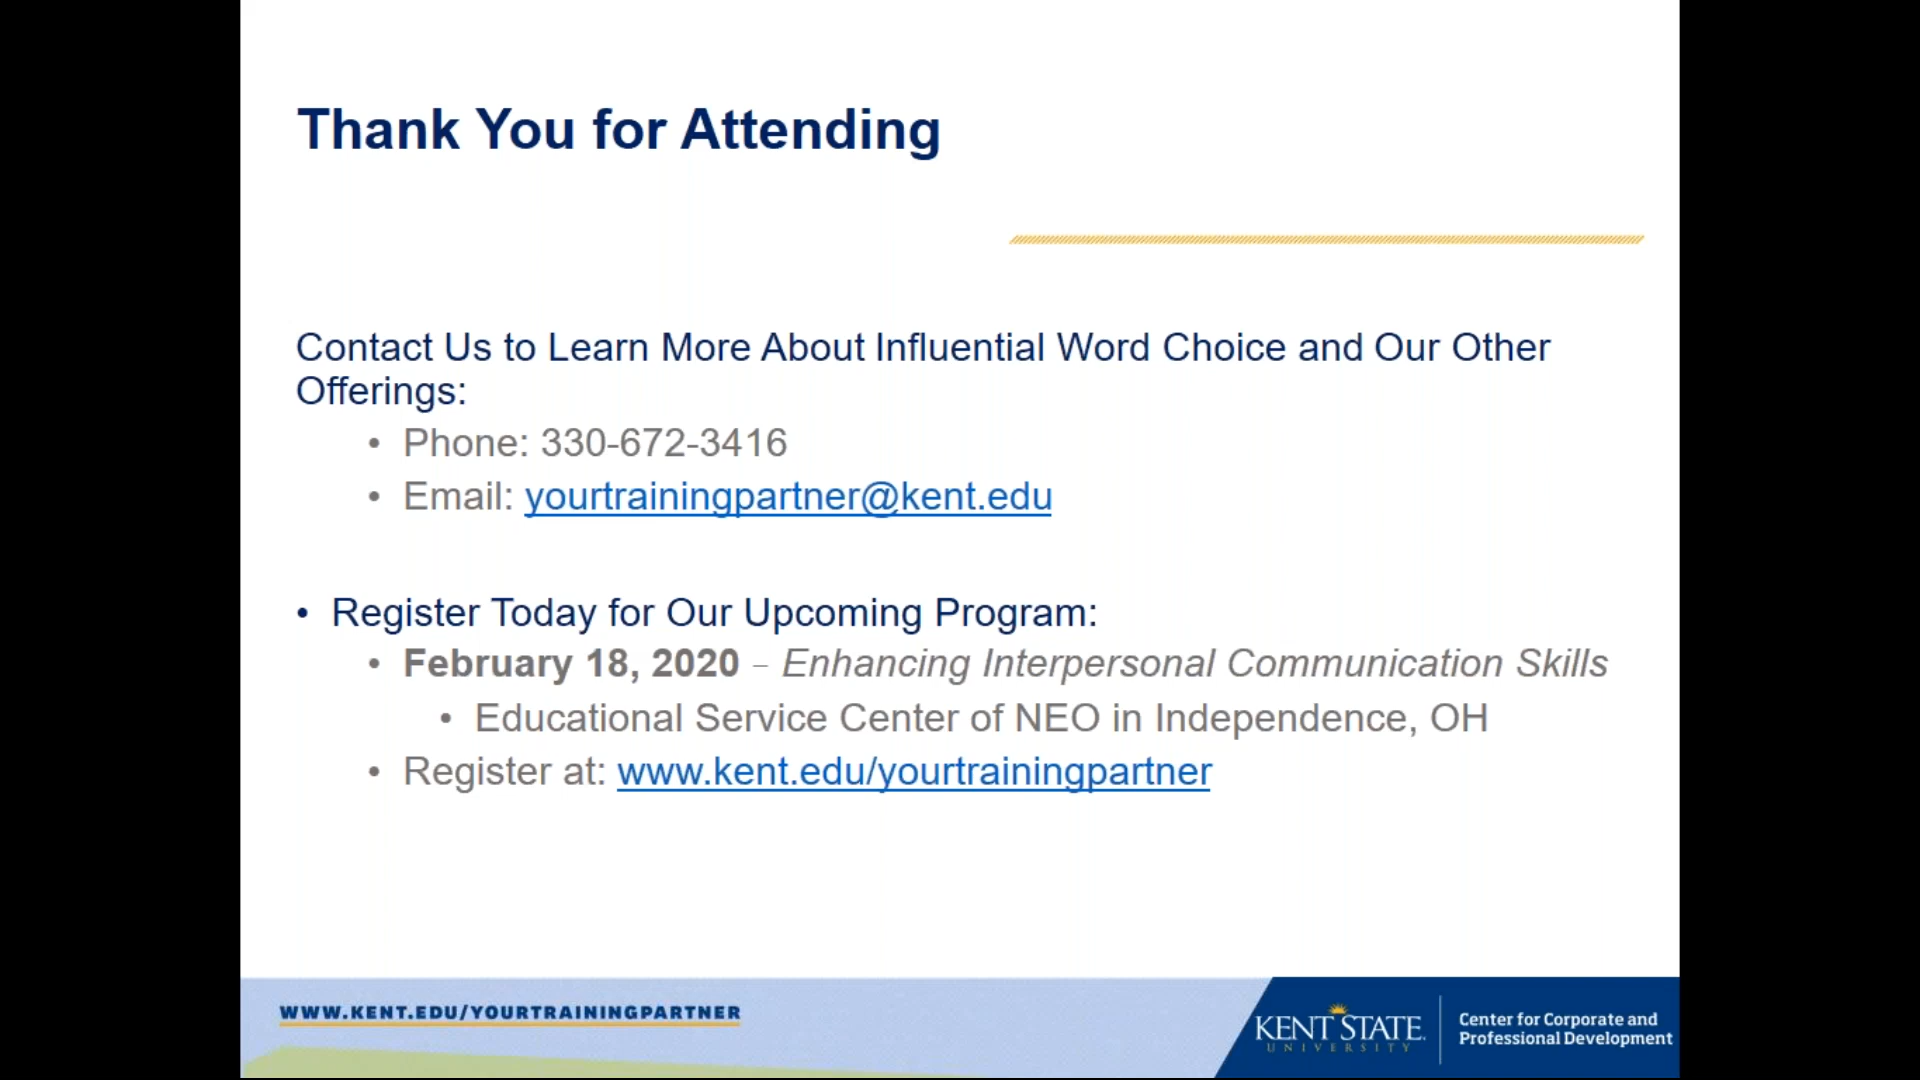 Thank You for Attending
Contact Us to Learn More About Influential Word Choice and Our Other
Offerings:
• Phone: 330-672-3416
• Email: yourtrainingpartner@kent.edu
• Register Today for Our Upcoming Program:
• February 18, 2020 – Enhancing Interpersonal Communication Skills
• Educational Service Center of NEO in Independence, OH
• Register at: www.kent.edu/yourtrainingpartner
WWW.KENT.EDU/YOURTRAININGPARTNER
KENT STATE
UNIVERSITY
Center for Corporate and
Professional Development